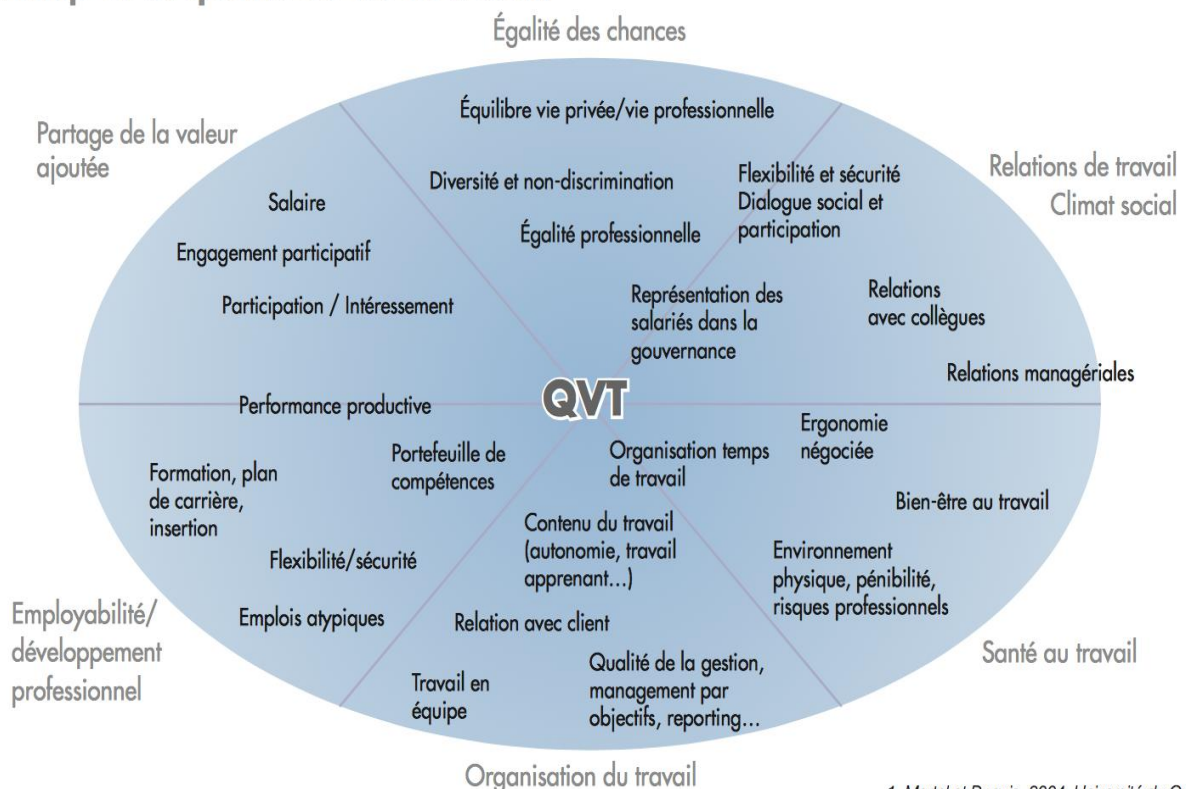 Égalité des chances
Équilibre vie privée/vie professionnelle
Partage de la valeur
ajoutée
Diversité et non-discrimination
Flexibilité et sécurité
Dialogue social et
participation
Relations de travail
Climat social
Salaire
Égalité professionnelle
Engagement participatif
Participation / Intéressement
Représentation des
salariés dans la
gouvernance
Relations
avec collègues
Relations managériales
QVT
Performance productive
Ergonomie
négociée
Portefeuille de
compétences
Organisation temps
de travail
Formation, plan
de carrière,
insertion
Bien-être au travail
Contenu du travail
(autonomie, travail
apprenant…)
Flexibilité/sécurité
Environnement
physique, pénibilité,
risques professionnels
Employabilité/
développement
professionnel
Emplois atypiques
Relation avec client
Santé au travail
Qualité de la gestion,
management par
objectifs, reporting…
Travail en
équipe
Organisation du travail